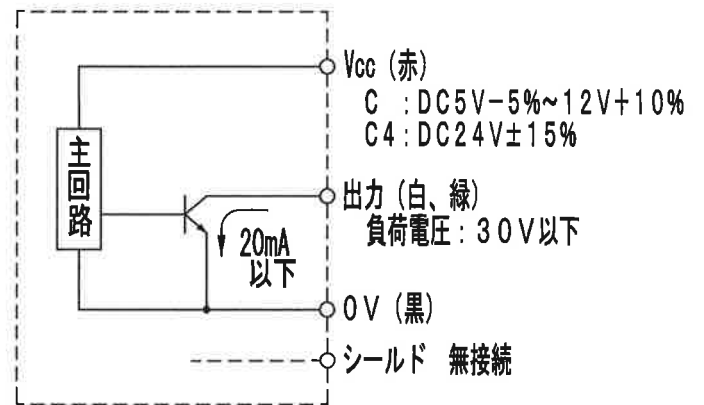 Vcc (赤)
C :DC5V-5%~12V+10%
C4:DC24V±15%
主回路
出力 (白、緑)
負荷電圧:30V以下
20mA
以下
0V (黒)
シールド 無接続